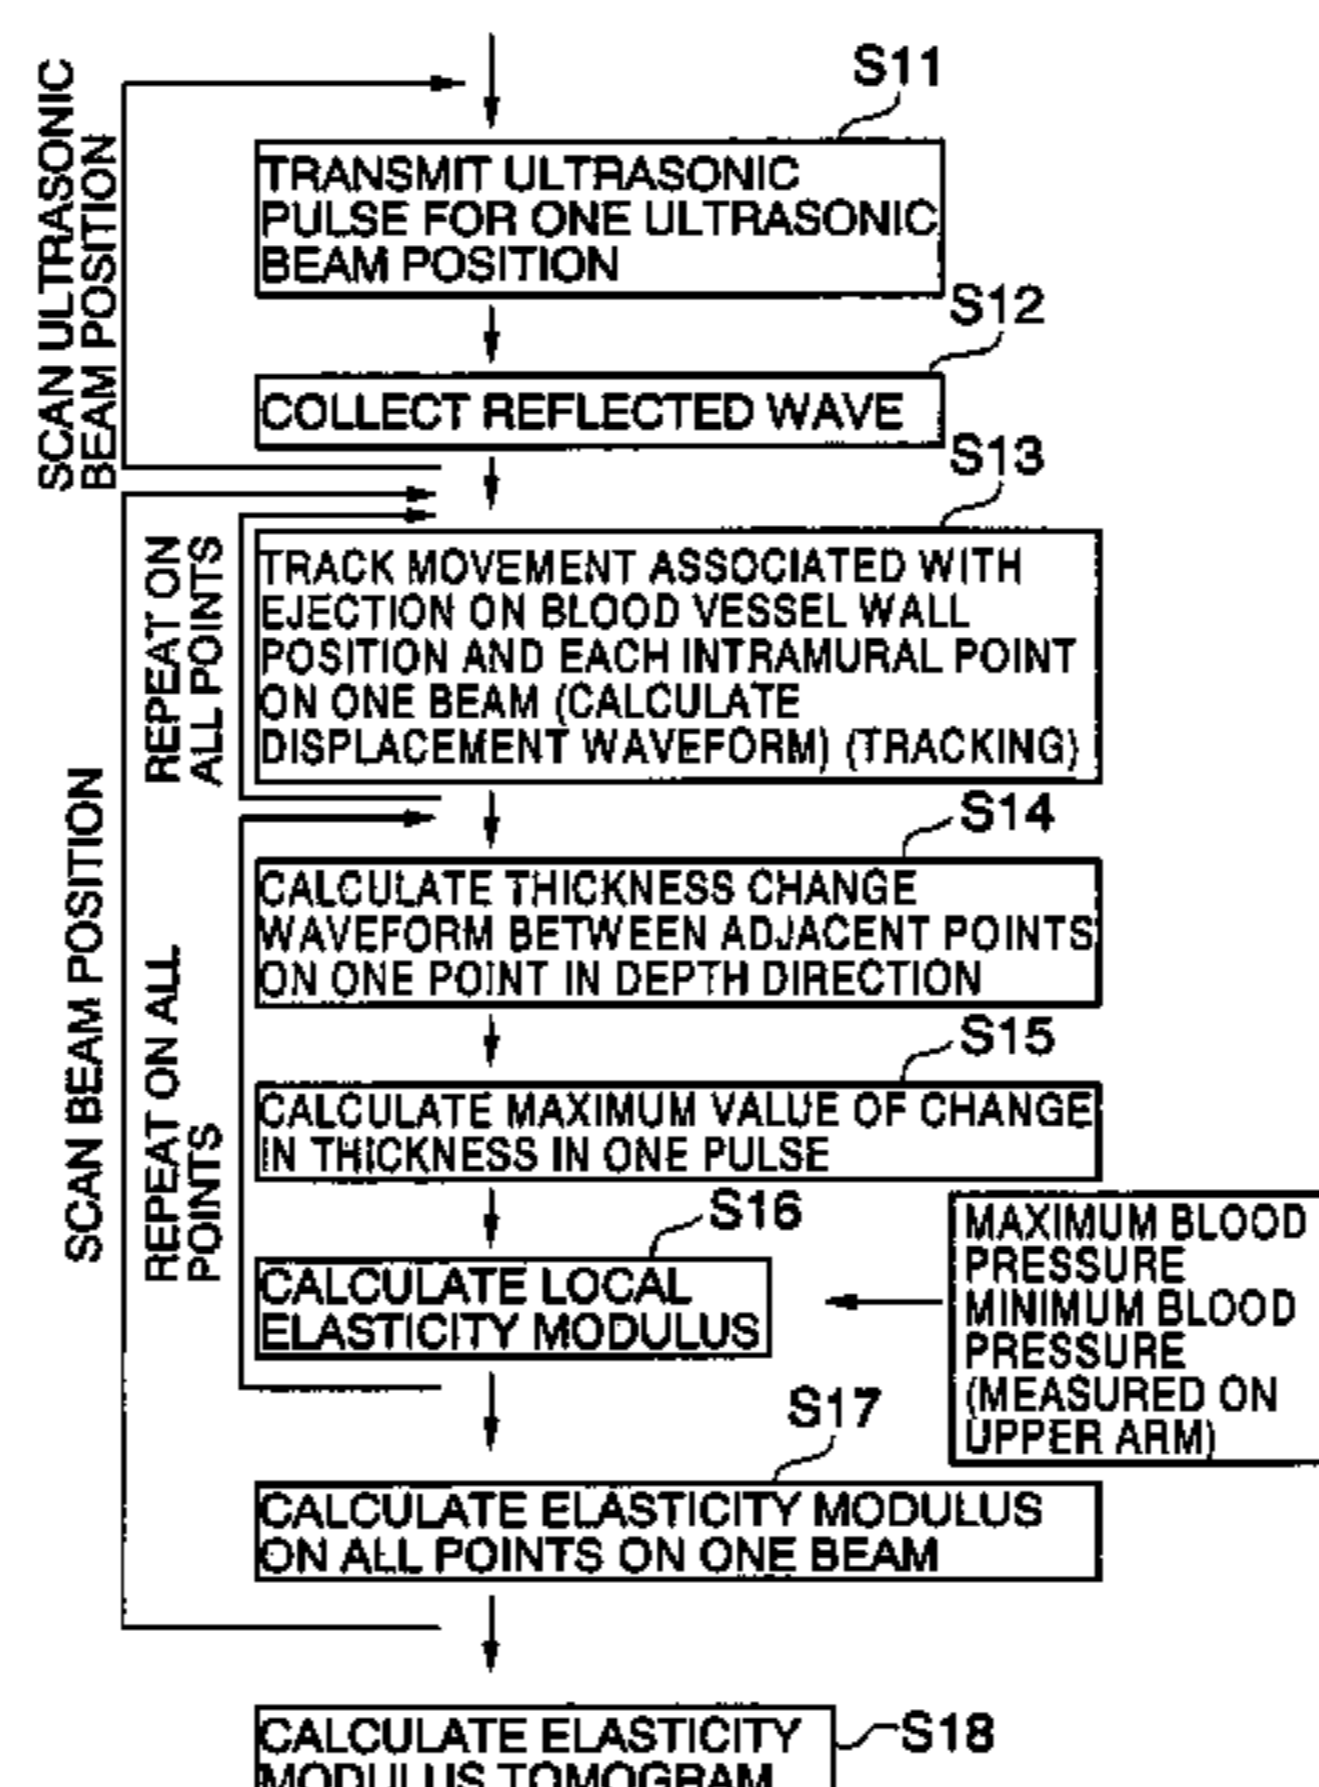 SCAN ULTRASONIC
BEAM POSITION
S11
TRANSMIT ULTRASONIC
PULSE FOR ONE ULTRASONIC
BEAM POSITION
S12
COLLECT REFLECTED WAVE
S13
SCAN BEAM POSITION
REPEAT ON
ALL POINTS
TRACK MOVEMENT ASSOCIATED WITH
EJECTION ON BLOOD VESSEL WALL
POSITION AND EACH INTRAMURAL POINT
ON ONE BEAM (CALCULATE
DISPLACEMENT WAVEFORM) (TRACKING)
REPEAT ON ALL
POINTS
S14
CALCULATE THICKNESS CHANGE
WAVEFORM BETWEEN ADJACENT POINTS
ON ONE POINT IN DEPTH DIRECTION
S15
CALCULATE MAXIMUM VALUE OF CHANGE
IN THICKNESS IN ONE PULSE
S16
CALCULATE LOCAL
ELASTICITY MODULUS
MAXIMUM BLOOD
PRESSURE
MINIMUM BLOOD
PRESSURE
(MEASURED ON
UPPER ARM)
S17
CALCULATE ELASTICITY MODULUS
ON ALL POINTS ON ONE BEAM
S18
CALCULATE ELASTICITY
MODULUS TOMOGRAM